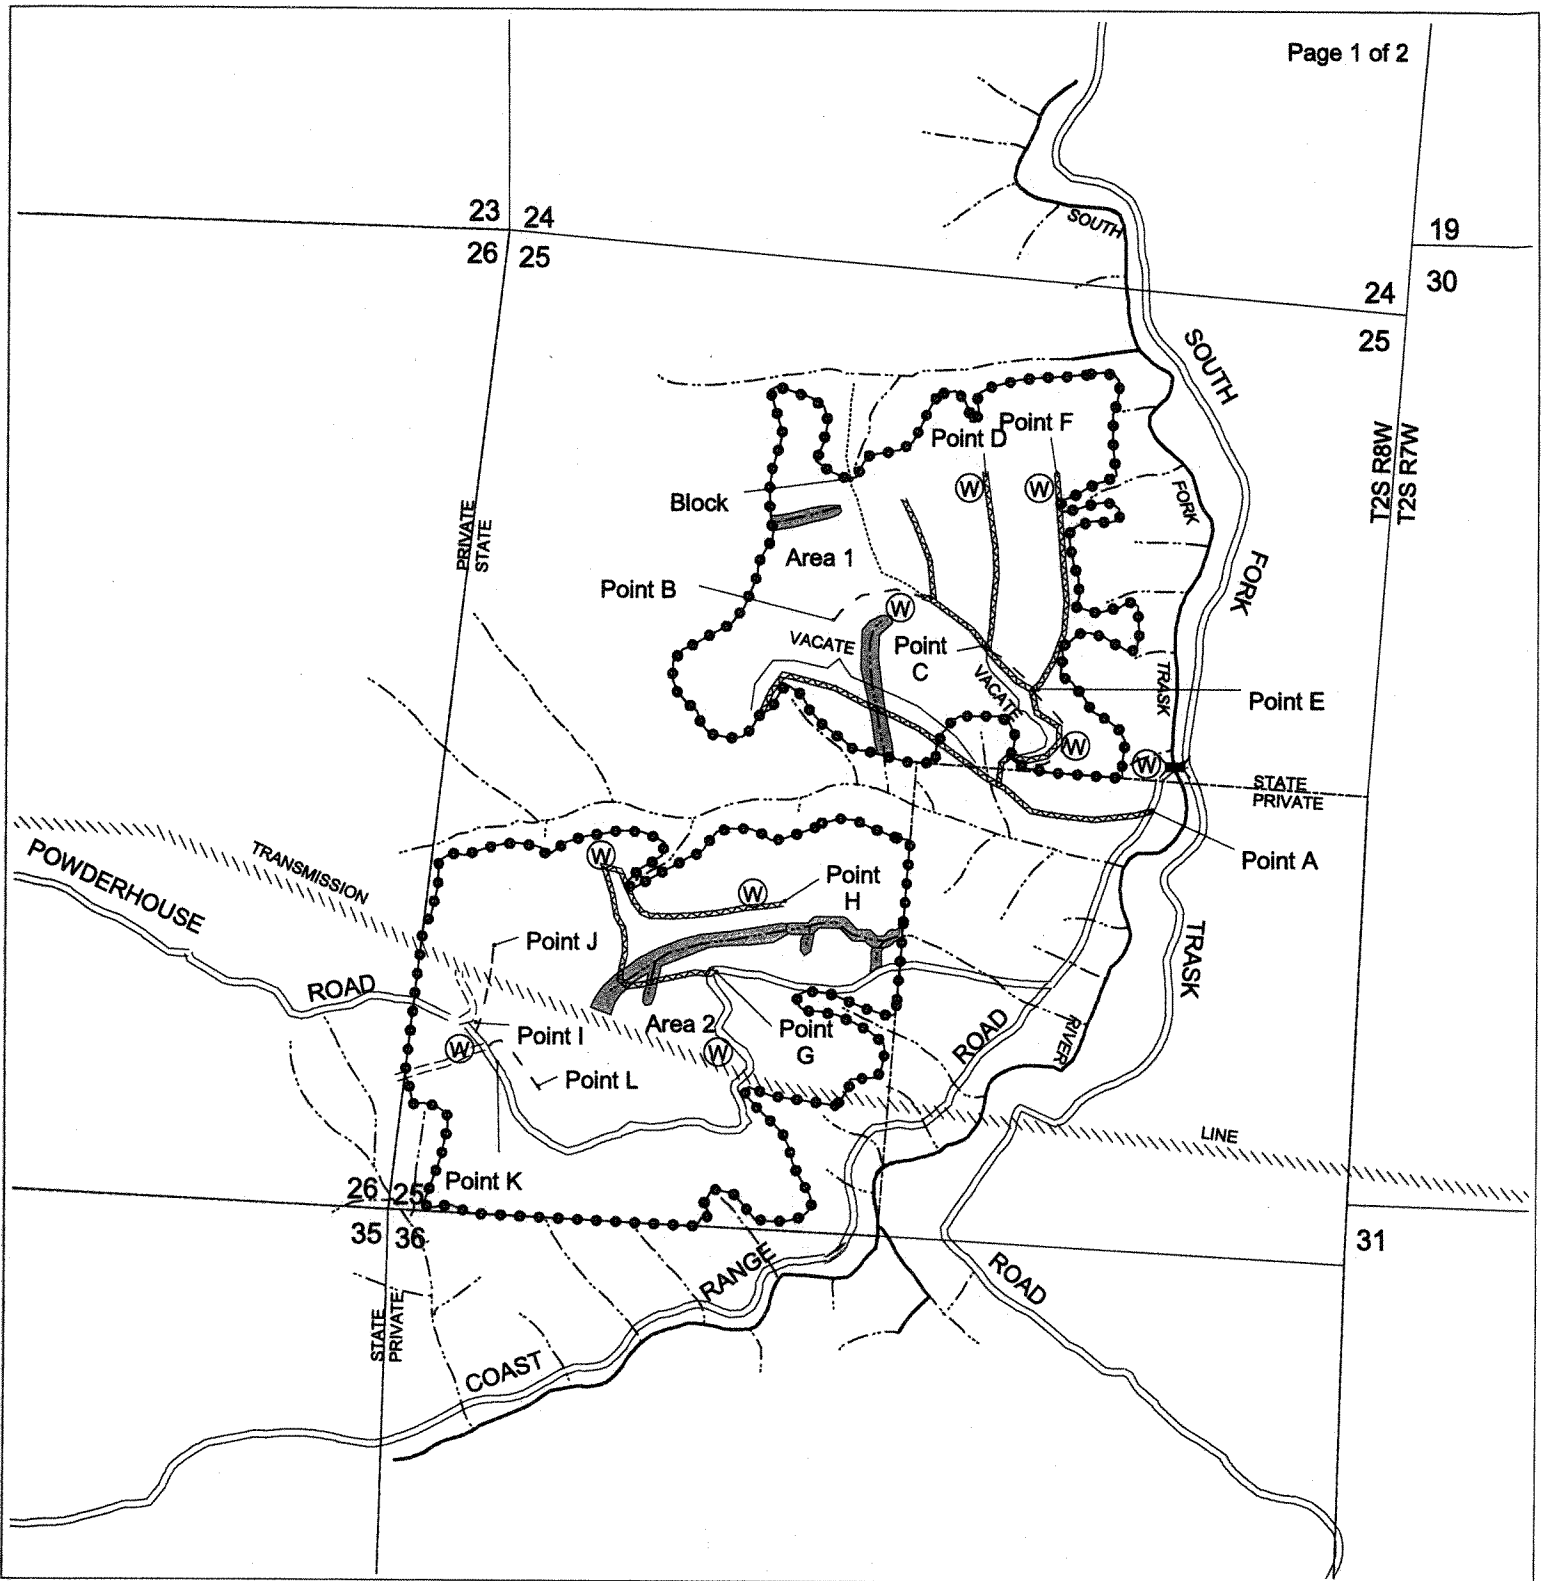 Page 1 of 2
23 24
26 25
19
30
24
25
SOUTH
SOUTH
T2S R8W
T2S R7W
Point D
Point F
Block
FORK
PRIVATE
STATE
Area 1
FORK
Point B
W
W
W
VACATE
Point
C
VACATE
TRASK
Point E
W
W
STATE
PRIVATE
Point A
POWDERHOUSE
TRANSMISSION
W
W
Point
H
TRASK
Point J
ROAD
Point I
W
Area 2
W
Point
G
ROAD
RIVER
Point L
LINE
Point K
26 25
35 36
31
RANGE
ROAD
STATE
PRIVATE
COAST